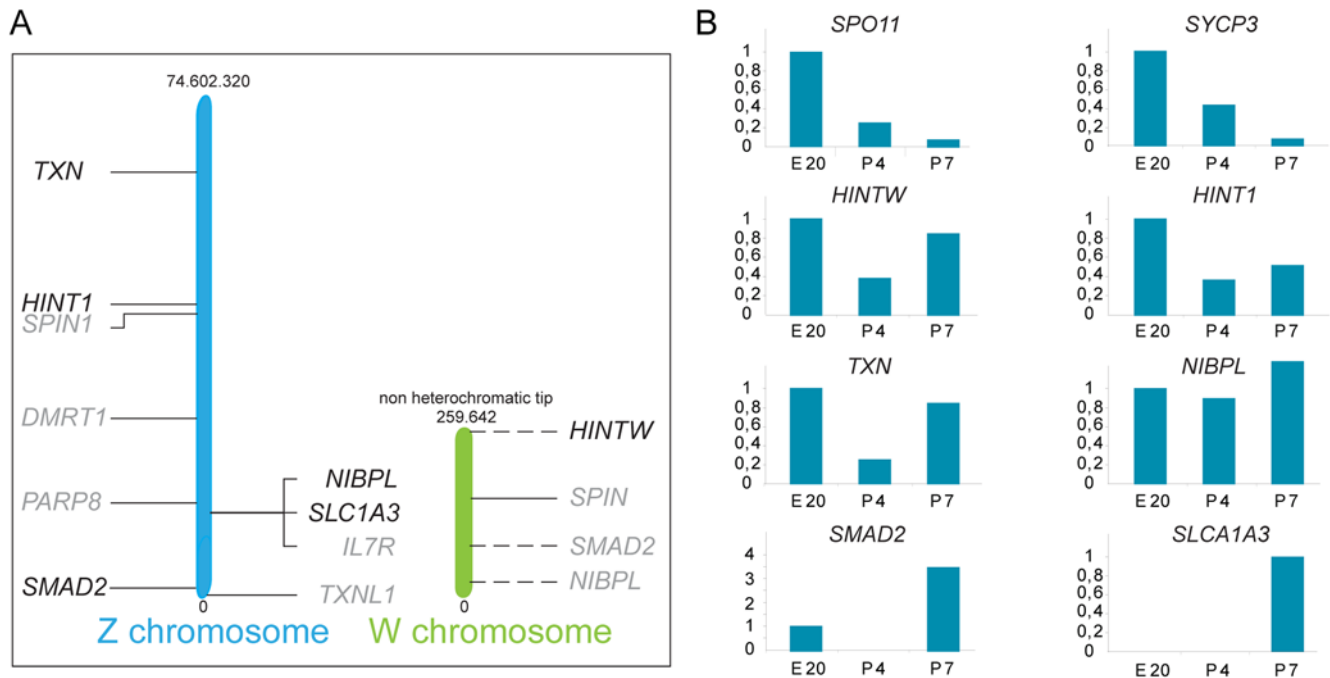 A
74.602.320
TXN
HINT1
SPIN1
DMRT1
PARP8
SMAD2
NIBPL
SLC1A3
IL7R
TXNL1
0
Z chromosome
non heterochromatic tip
259.642
HINTW
SPIN
SMAD2
NIBPL
0
W chromosome
B
SPO11
1
0,8
0,6
0,4
0,2
0
E 20 P 4 P 7
SYCP3
1
0,8
0,6
0,4
0,2
0
E 20 P 4 P 7
HINTW
1
0,8
0,6
0,4
0,2
0
E 20 P 4 P 7
HINT1
1
0,8
0,6
0,4
0,2
0
E 20 P 4 P 7
TXN
1
0,8
0,6
0,4
0,2
0
E 20 P 4 P 7
NIBPL
1
0,8
0,6
0,4
0,2
0
E 20 P 4 P 7
SMAD2
4
3
2
1
0
E 20 P 4 P 7
SLCA1A3
1
0,8
0,6
0,4
0,2
0
E 20 P 4 P 7